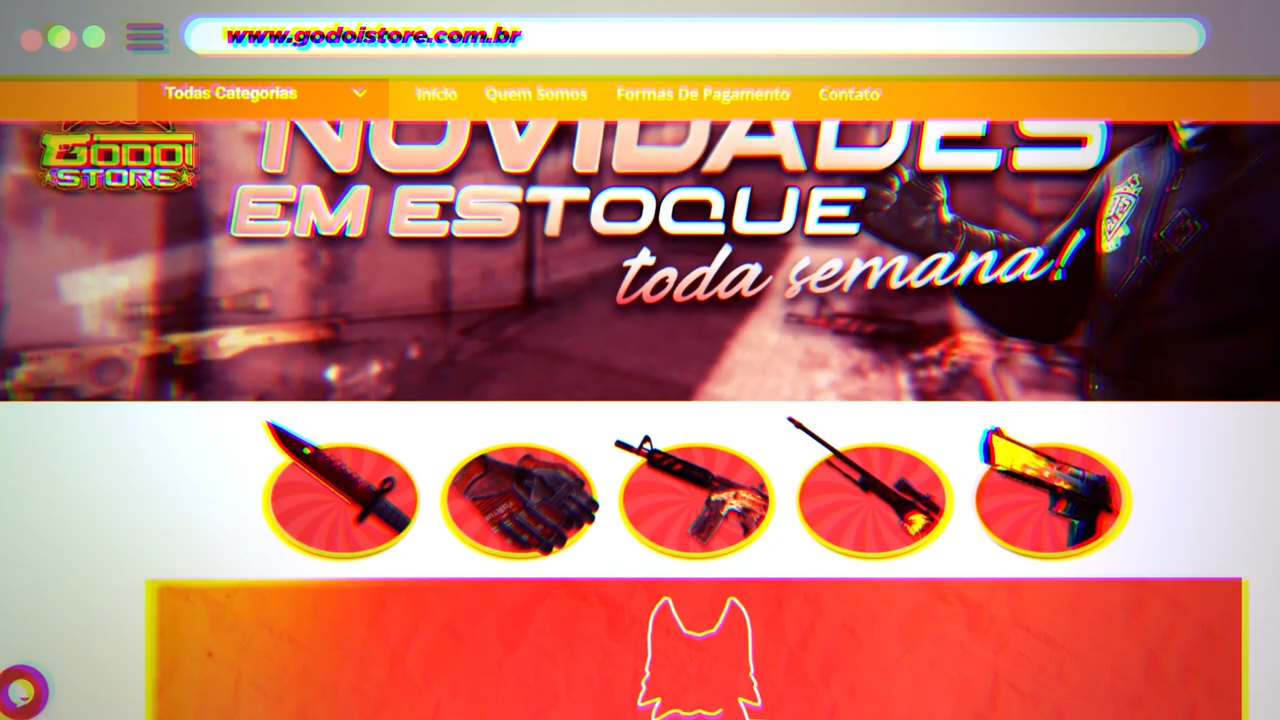 www.godoistore.com.br
Todas Categorias
Início
Quem Somos
Formas De Pagamento
Contato
GODOI
STORE
NOVIDADES
EM ESTOQUE
toda semana!